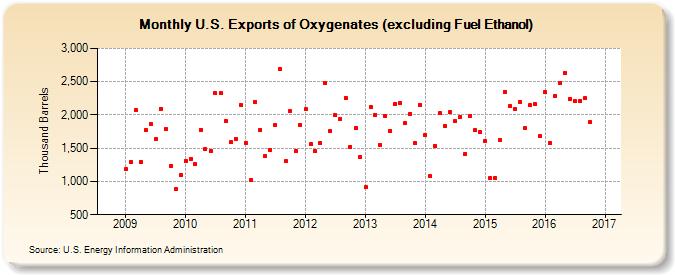 Monthly U.S. Exports of Oxygenates (excluding Fuel Ethanol)
Thousand Barrels
3,000
2,500
2,000
1,500
1,000
500
2009 2010 2011 2012 2013 2014 2015 2016 2017
Source: U.S. Energy Information Administration